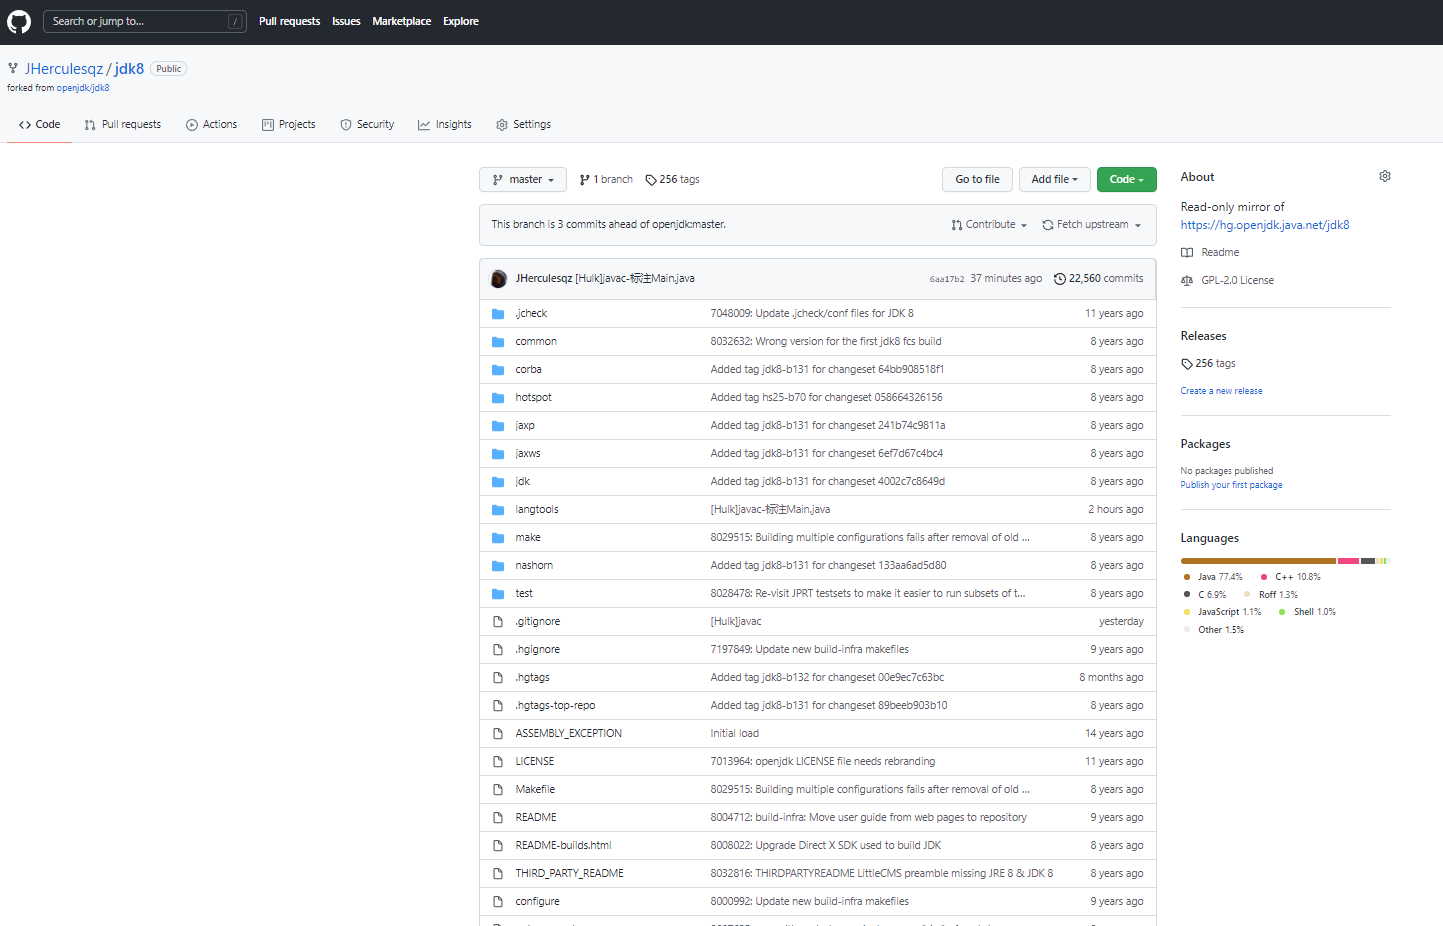 Search or jump to... /
Pull requests Issues Marketplace Explore
JHerculesqz / jdk8 Public
forked from openjdk/jdk8
Code Pull requests Actions Projects Security Insights Settings
master 1 branch 256 tags Go to file Add file Code
This branch is 3 commits ahead of openjdk:master. Contribute Fetch upstream
JHerculesqz [Hulk]javac-标注Main.java 6aa17b2 37 minutes ago 22,560 commits
.jcheck 7048009: Update .jcheck/conf files for JDK 8 11 years ago
common 8032632: Wrong version for the first jdk8 fcs build 8 years ago
corba Added tag jdk8-b131 for changeset 64bb908518f1 8 years ago
hotspot Added tag hs25-b70 for changeset 058664326156 8 years ago
jaxp Added tag jdk8-b131 for changeset 241b74c9811a 8 years ago
jaxws Added tag jdk8-b131 for changeset 6ef7d67c4bc4 8 years ago
jdk Added tag jdk8-b131 for changeset 4002c7c8649d 8 years ago
langtools [Hulk]javac-标注Main.java 2 hours ago
make 8029515: Building multiple configurations fails after removal of old ... 8 years ago
nashorn Added tag jdk8-b131 for changeset 133aa6ad5d80 8 years ago
test 8028478: Re-visit JPRT testsets to make it easier to run subsets of t... 8 years ago
.gitignore [Hulk]javac yesterday
.hgignore 7197849: Update new build-infra makefiles 9 years ago
.hgtags Added tag jdk8-b132 for changeset 00e9ec7c63bc 8 months ago
.hgtags-top-repo Added tag jdk8-b131 for changeset 89beeb903b10 8 years ago
ASSEMBLY_EXCEPTION Initial load 14 years ago
LICENSE 7013964: openjdk LICENSE file needs rebranding 11 years ago
Makefile 8029515: Building multiple configurations fails after removal of old ... 8 years ago
README 8004712: build-infra: Move user guide from web pages to repository 9 years ago
README-builds.html 8008022: Upgrade Direct X SDK used to build JDK 8 years ago
THIRD_PARTY_README 8032816: THIRDPARTYREADME LittleCMS preamble missing JRE 8 & JDK 8 8 years ago
configure 8000992: Update new build-infra makefiles 9 years ago
About
Read-only mirror of
https://hg.openjdk.java.net/jdk8
Readme
GPL-2.0 License
Releases
256 tags
Create a new release
Packages
No packages published
Publish your first package
Languages
Java 77.4% C++ 10.8%
C 6.9% Roff 1.3%
JavaScript 1.1% Shell 1.0%
Other 1.5%